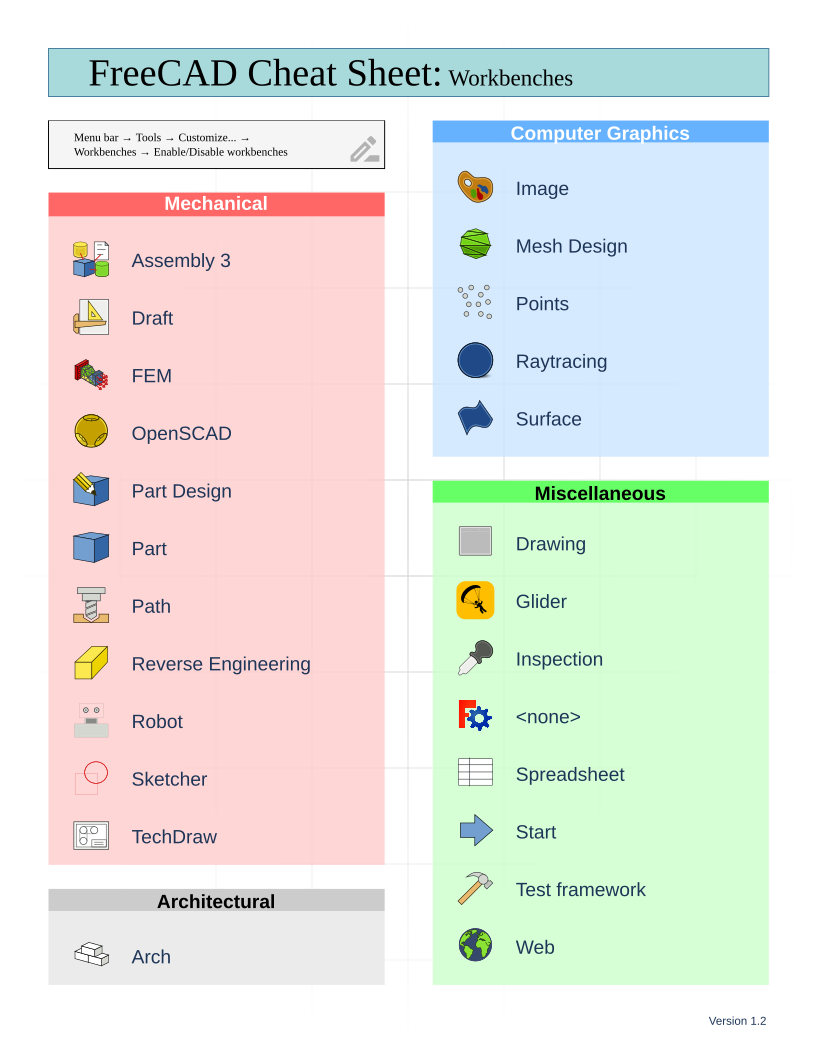 FreeCAD Cheat Sheet: Workbenches
Menu bar → Tools → Customize... →
Workbenches → Enable/Disable workbenches
Mechanical
Assembly 3
Draft
FEM
OpenSCAD
Part Design
Part
Path
Reverse Engineering
Robot
Sketcher
TechDraw
Architectural
Arch
Computer Graphics
Image
Mesh Design
Points
Raytracing
Surface
Miscellaneous
Drawing
Glider
Inspection
<none>
Spreadsheet
Start
Test framework
Web
Version 1.2